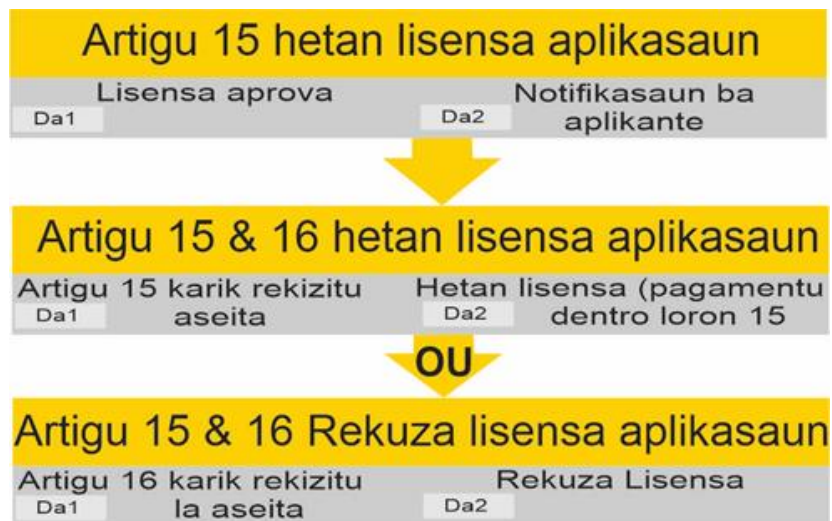 Artigu 15 hetan lisensa aplikasaun
Lisensa aprova
Da1
Notifikasaun ba
Da2
aplikante
Artigu 15 & 16 hetan lisensa aplikasaun
Artigu 15 karik rekizitu
Da1
aseita
Hetan lisensa (pagamentu
Da2
dentro loron 15
OU
Artigu 15 & 16 Rekuza lisensa aplikasaun
Artigu 16 karik rekizitu
Da1
la aseita
Rekuza Lisensa
Da2